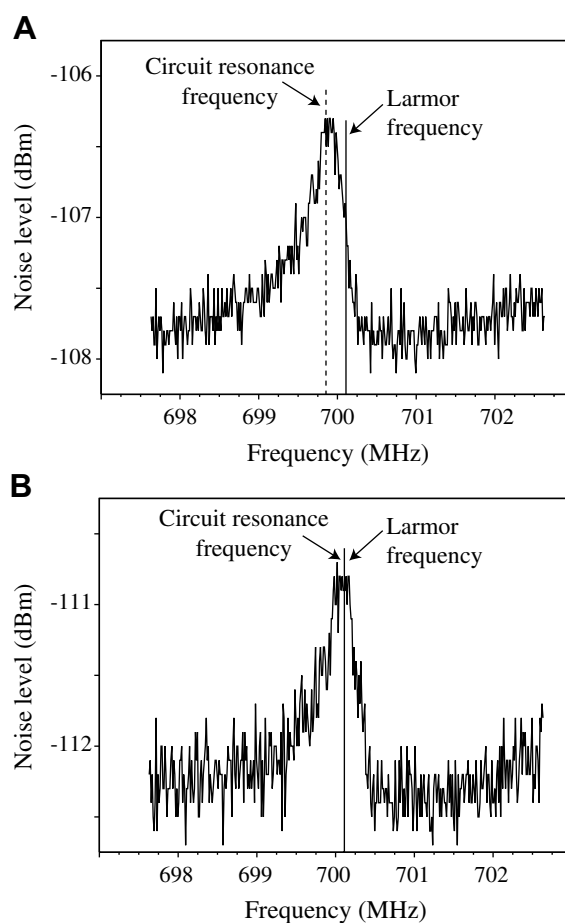 A
Circuit resonance
frequency
Larmor
frequency
-106
-107
-108
Noise level (dBm)
698 699 700 701 702
Frequency (MHz)
B
Circuit resonance
frequency
Larmor
frequency
-111
-112
Noise level (dBm)
698 699 700 701 702
Frequency (MHz)